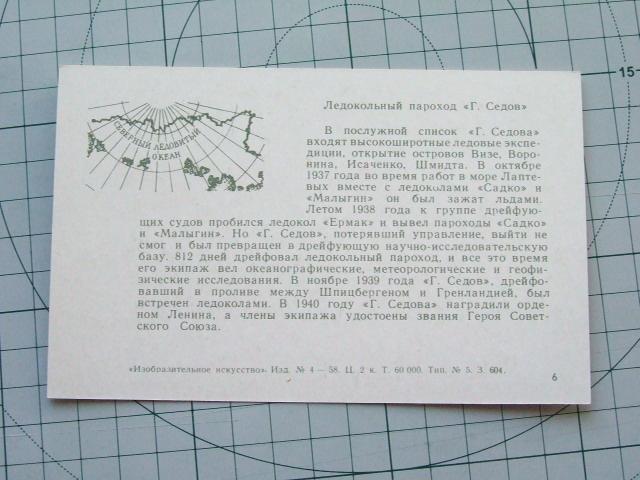 15
Ледокольный пароход «Г. Седов»
СЕВЕРНЫЙ ЛЕДОВИТЫЙ
ОКЕАН
В послужной список «Г. Седова»
входят высокоширотные ледовые экспе-
диции, открытие островов Визе, Воро-
нина, Исаченко, Шмидта. В октябре
1937 года во время работ в море Лапте-
вых вместе с ледоколами «Садко» и
«Малыгин» он был зажат льдами.
Летом 1938 года к группе дрейфую-
щих судов пробился ледокол «Ермак» и вывел пароходы «Садко»
и «Малыгин». Но «Г. Седов», потерявший управление, выйти не
смог и был превращен в дрейфующую научно-исследовательскую
базу. 812 дней дрейфовал ледокольный пароход, и все это время
его экипаж вел океанографические, метеорологические и геофи-
зические исследования. В ноябре 1939 года «Г. Седов», дрейфо-
вавший в проливе между Шпицбергеном и Гренландией, был
встречен ледоколами. В 1940 году «Г. Седова» наградили орде-
ном Ленина, а члены экипажа удостоены звания Героя Совет-
ского Союза.
«Изобразительное искусство». Изд. № 4 — 58. Ц. 2 к. Т. 60 000. Тип. № 5. З. 604.
6